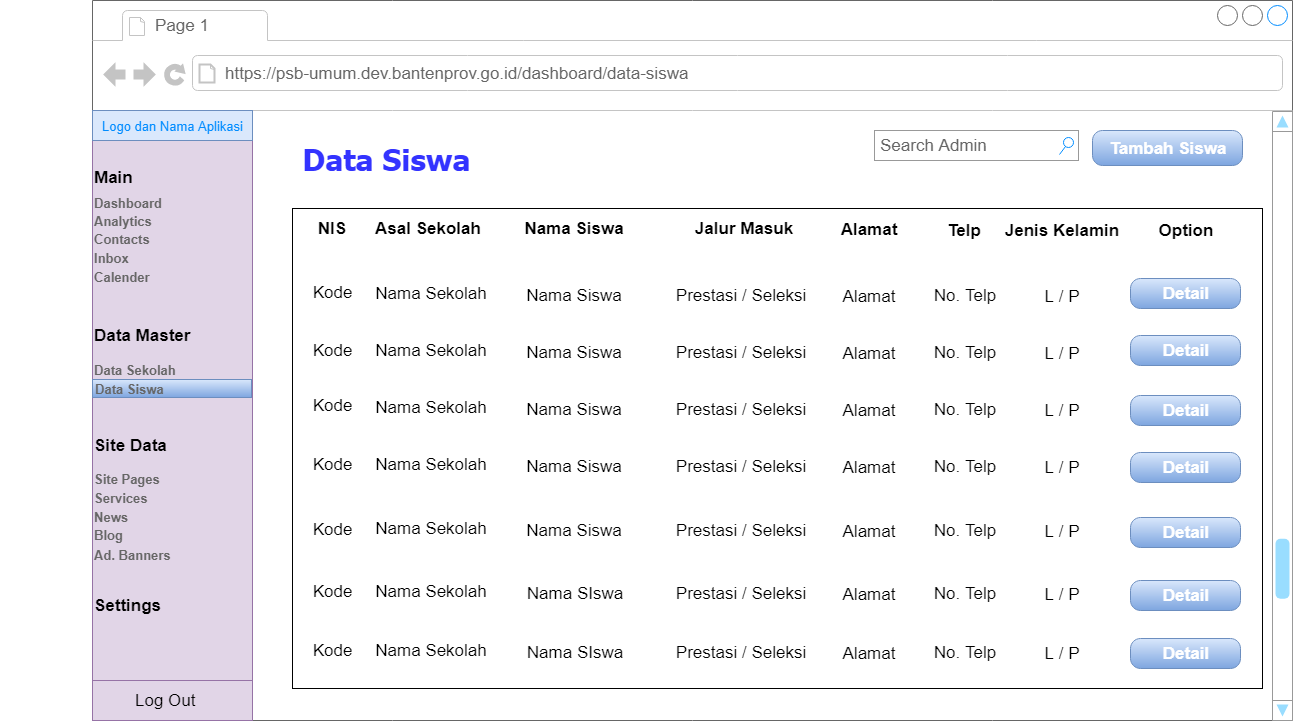 Page 1
https://psb-umum.dev.bantenprov.go.id/dashboard/data-siswa
Logo dan Nama Aplikasi
Main
Dashboard
Analytics
Contacts
Inbox
Calender
Data Master
Data Sekolah
Data Siswa
Site Data
Site Pages
Services
News
Blog
Ad. Banners
Settings
Log Out
Data Siswa
Search Admin
Tambah Siswa
NIS Asal Sekolah Nama Siswa Jalur Masuk Alamat Telp Jenis Kelamin Option
Kode Nama Sekolah Nama Siswa Prestasi / Seleksi Alamat No. Telp L / P Detail
Kode Nama Sekolah Nama Siswa Prestasi / Seleksi Alamat No. Telp L / P Detail
Kode Nama Sekolah Nama Siswa Prestasi / Seleksi Alamat No. Telp L / P Detail
Kode Nama Sekolah Nama Siswa Prestasi / Seleksi Alamat No. Telp L / P Detail
Kode Nama Sekolah Nama Siswa Prestasi / Seleksi Alamat No. Telp L / P Detail
Kode Nama Sekolah Nama SIswa Prestasi / Seleksi Alamat No. Telp L / P Detail
Kode Nama Sekolah Nama SIswa Prestasi / Seleksi Alamat No. Telp L / P Detail